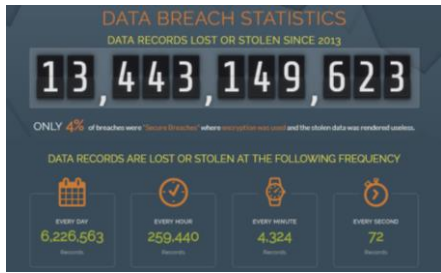 DATA BREACH STATISTICS
DATA RECORDS LOST OR STOLEN SINCE 2013
13,443,149,623
ONLY 4% of breaches were "Secure Breaches" where encryption was used and the stolen data was rendered useless.
DATA RECORDS ARE LOST OR STOLEN AT THE FOLLOWING FREQUENCY
EVERY DAY EVERY HOUR EVERY MINUTE EVERY SECOND
6,226,563 259,440 4,324 72
Records Records Records Records